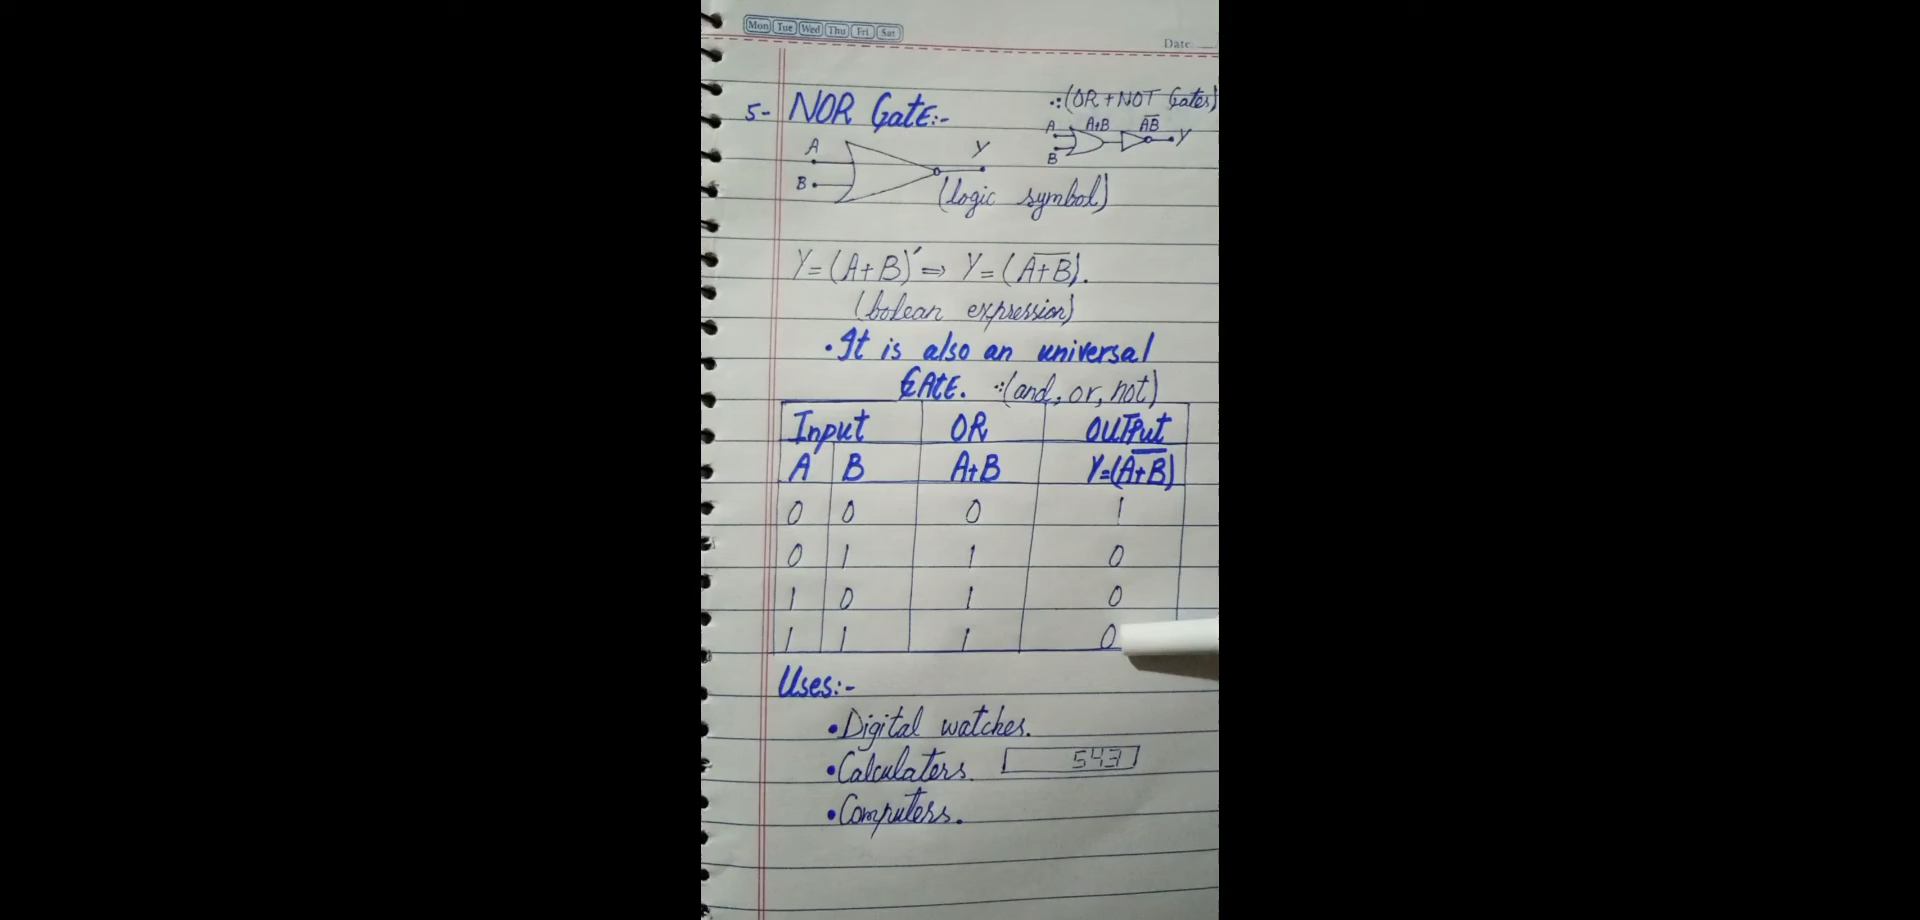 Mon Tue Wed Thu Fri Sat
Date
∴(OR + NOT Gates)
5- NOR GatE:-
A A+B A̅B̅ Y
B
A Y
B
(logic symbol)
Y = (A+B)′ ⇒ Y = (A̅+̅B̅).
(bolean expression)
•It is also an universal
GAtE. ∴(and, or, not)
Input OR OUTPut
A B A+B Y=(A̅+̅B̅)
0 0 0 1
0 1 1 0
1 0 1 0
1 1 1 0
Uses:-
•Digital watches.
•Calculaters. 543
•Computers.